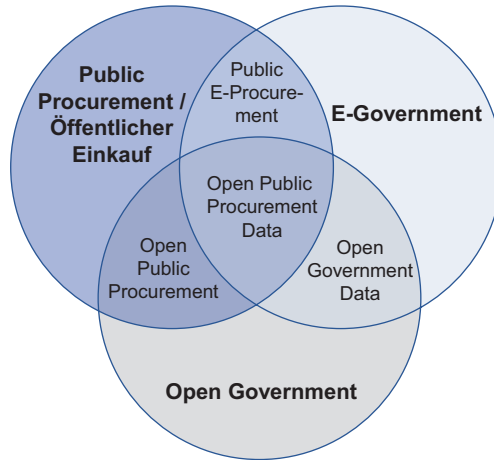 Public
Procurement /
Öffentlicher
Einkauf
Public
E-Procure-
ment
E-Government
Open Public
Procurement
Data
Open
Public
Procurement
Open
Government
Data
Open Government